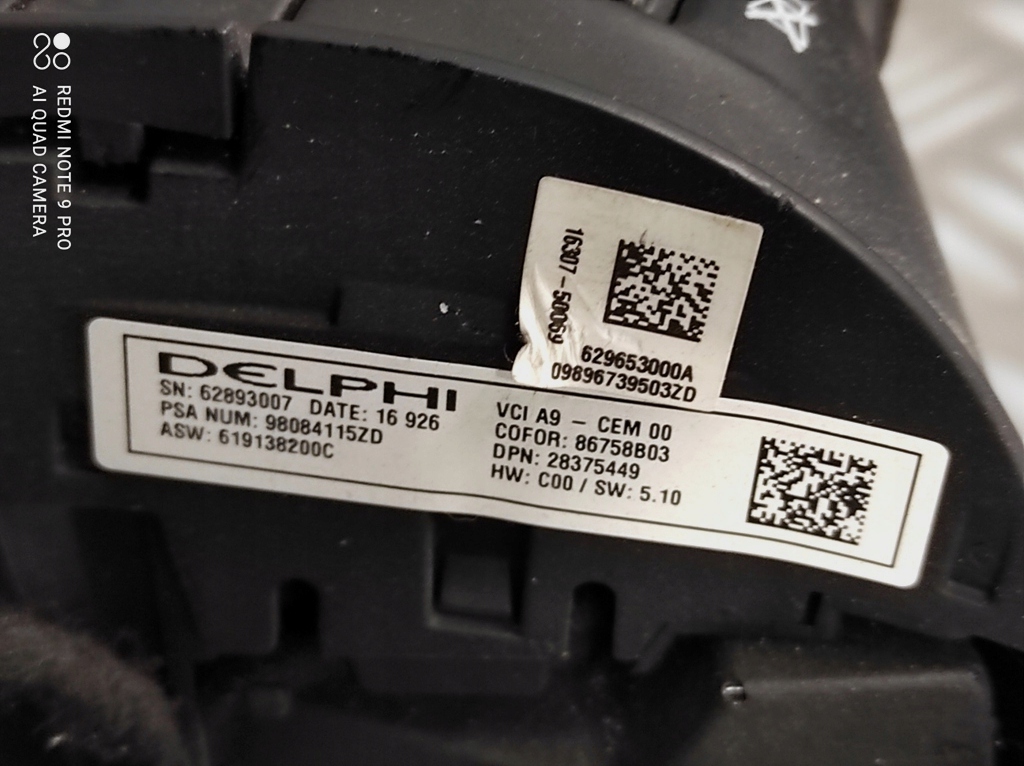 REDMI NOTE 9 PRO
AI QUAD CAMERA
16307-50069
629653000A
09896739503ZD
DELPHI
SN: 62893007 DATE: 16 926
PSA NUM: 98084115ZD
ASW: 619138200C
VCI A9 - CEM 00
COFOR: 86758B03
DPN: 28375449
HW: C00 / SW: 5.10